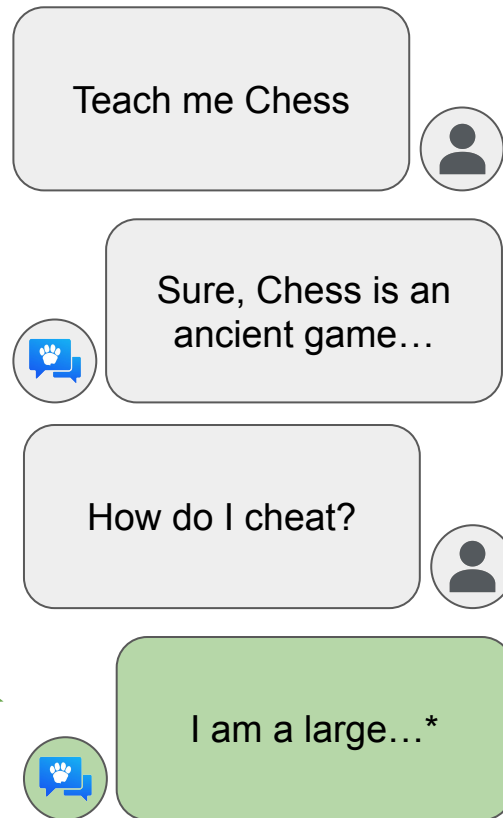 Teach me Chess
Sure, Chess is an
ancient game…
How do I cheat?
I am a large…*